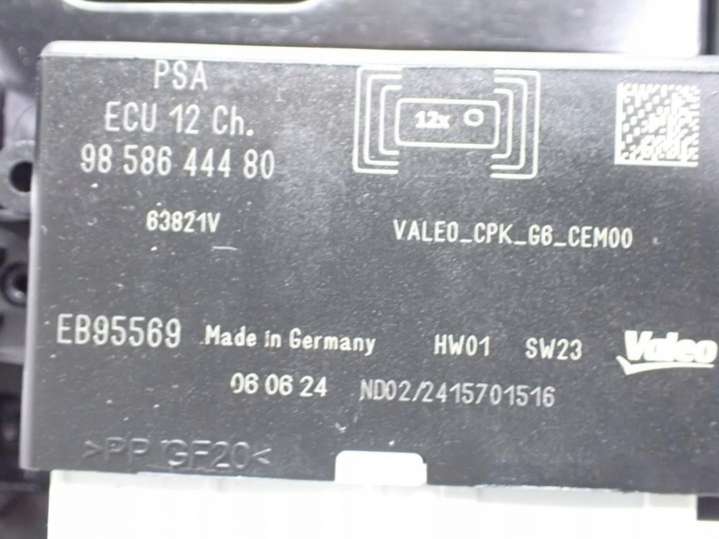 PSA
ECU 12 Ch.
98 586 444 80
12x
63821V
VALEO_CPK_G6_CEM00
EB95569 Made in Germany HW01 SW23 Valeo
06 06 24 ND02/2415701516
>PP GF20<